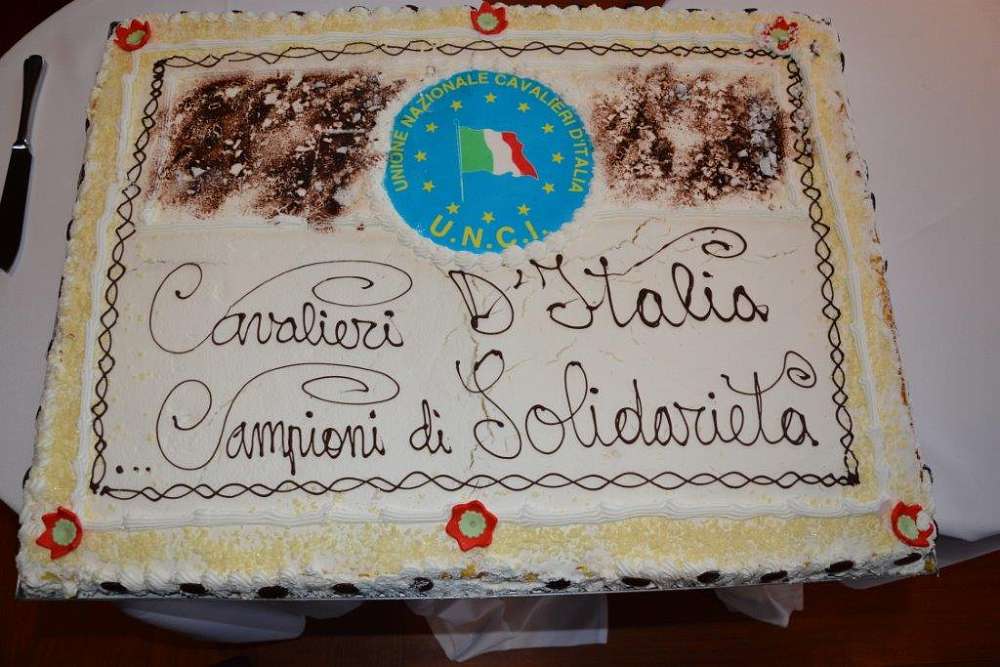 UNIONE NAZIONALE CAVALIERI D'ITALIA
U.N.C.I.
Cavalieri D'Italia
...Campioni di Solidarietà